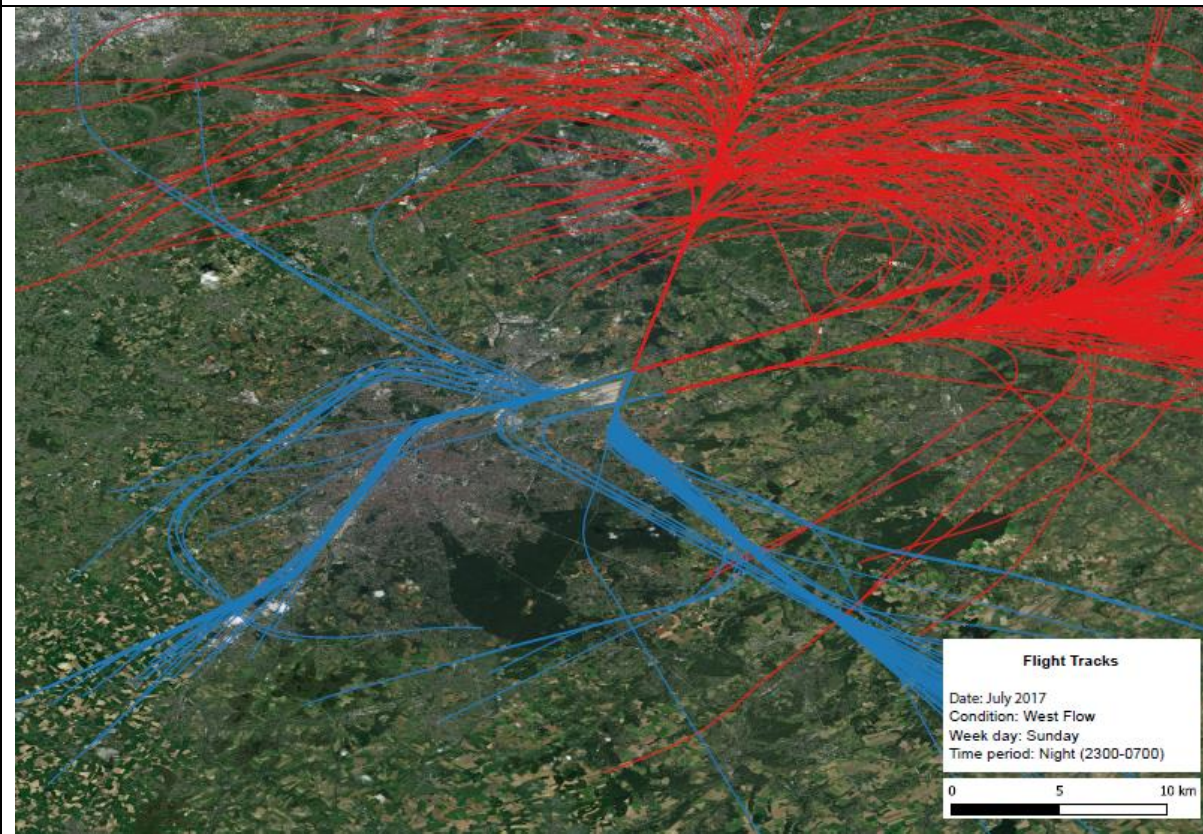 Flight Tracks
Date: July 2017
Condition: West Flow
Week day: Sunday
Time period: Night (2300-0700)
0 5 10 km